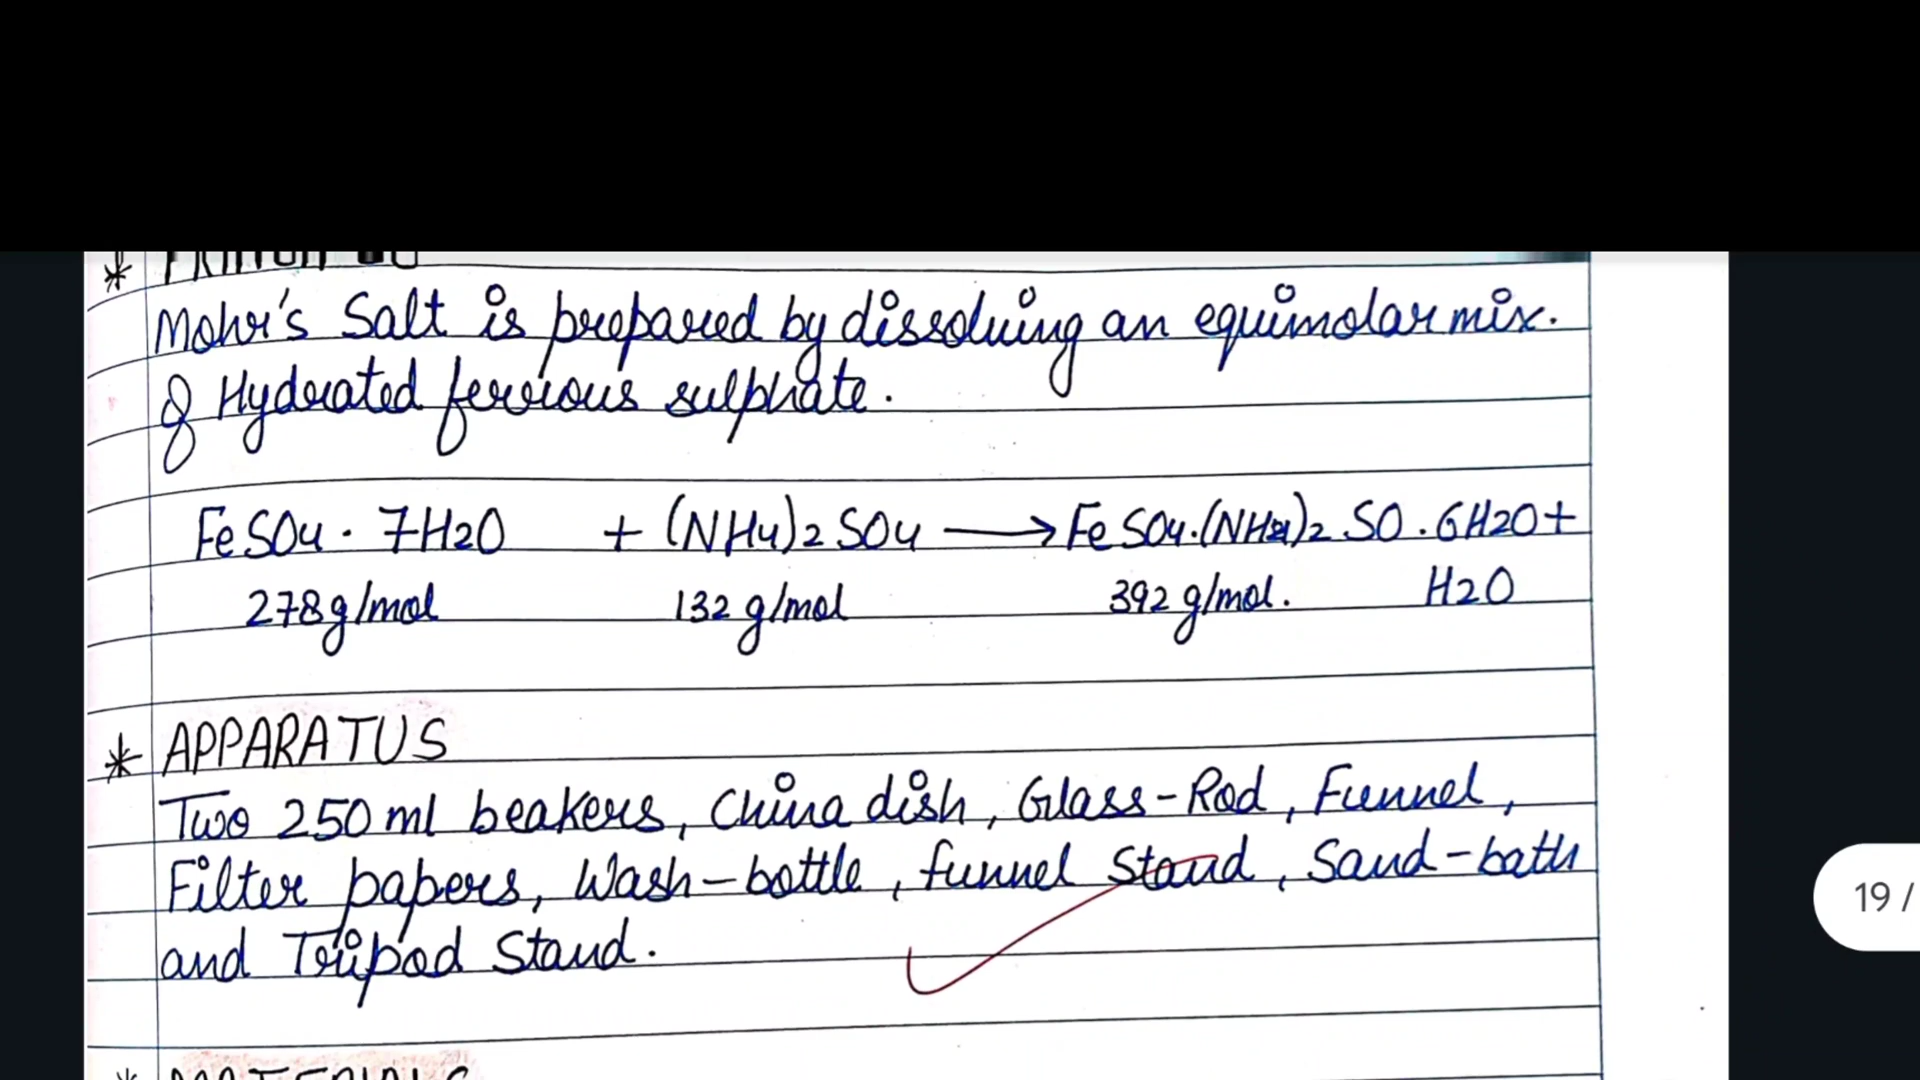 *
Mohr's Salt is prepared by dissolving an equimolar mix.
of Hydrated ferrious sulphate.
FeSO4 · 7H2O + (NH4)2 SO4 ⟶ FeSO4.(NH4)2 SO . 6H2O +
278g/mol 132 g/mol 392 g/mol. H2O
* APPARATUS
Two 250 ml beakers, China dish, Glass-Rod, Funnel,
Filter papers, Wash-bottle, funnel Stand, Sand-bath
and Tripod Stand.
* MATERIALS
19 /